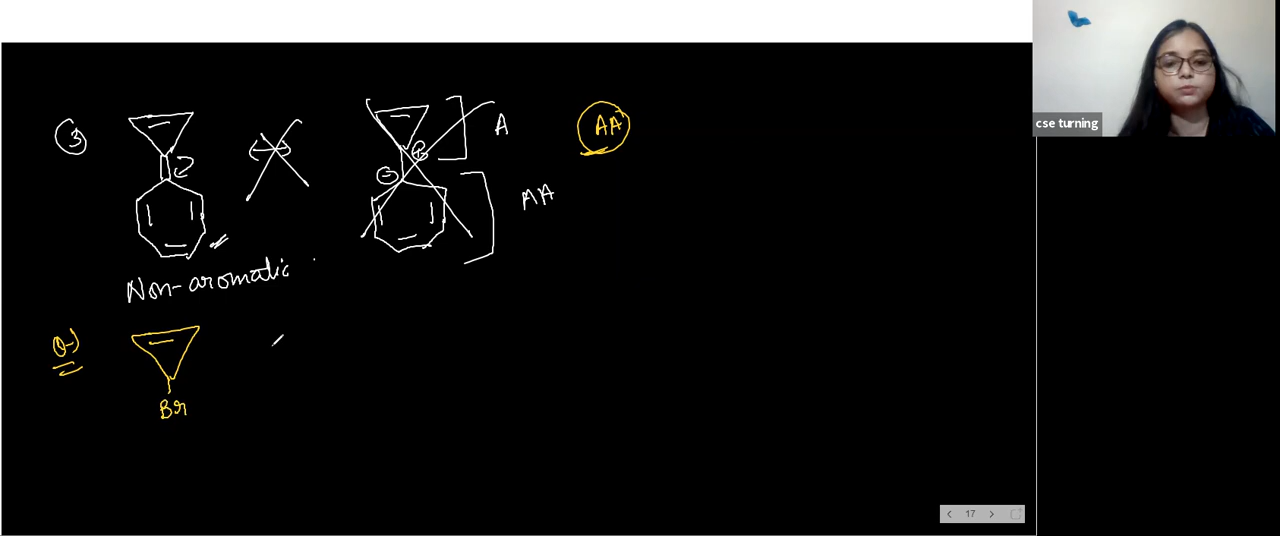 3
⊕
A
AA
⊖
AA
Non-aromatic
Q-)
Br
cse turning
17